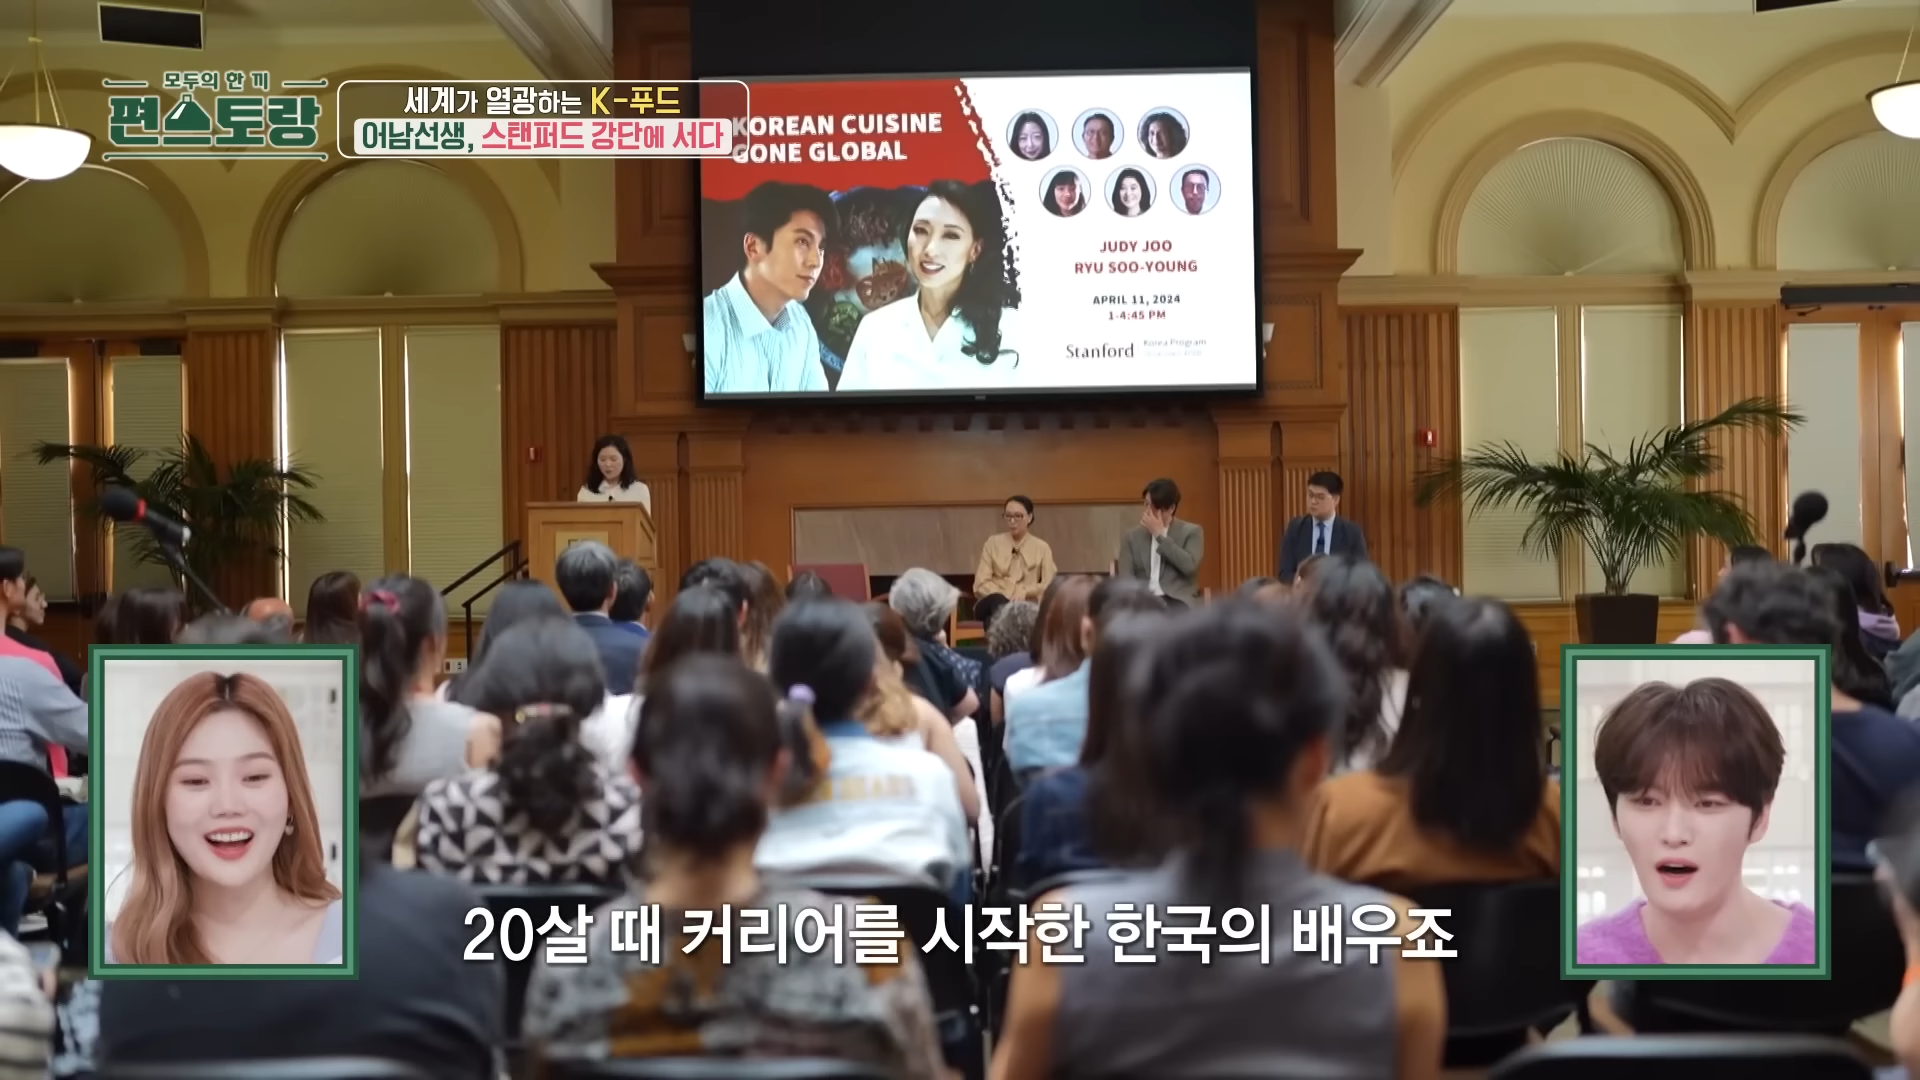 모두의 한 끼
편스토랑
세계가 열광하는 K-푸드
어남선생, 스탠퍼드 강단에 서다
KOREAN CUISINE
GONE GLOBAL
JUDY JOO
RYU SOO-YOUNG
APRIL 11, 2024
1-4:45 PM
Stanford
Korea Program
20살 때 커리어를 시작한 한국의 배우죠